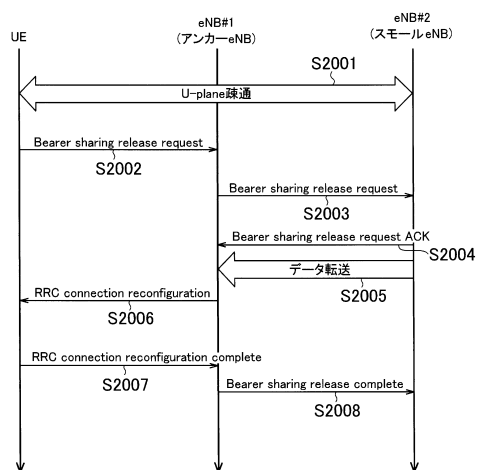 UE
eNB#1
(アンカーeNB)
eNB#2
(スモールeNB)
S2001
U-plane疎通
Bearer sharing release request
S2002
Bearer sharing release request
S2003
Bearer sharing release request ACK
S2004
データ転送
S2005
RRC connection reconfiguration
S2006
RRC connection reconfiguration complete
S2007
Bearer sharing release complete
S2008